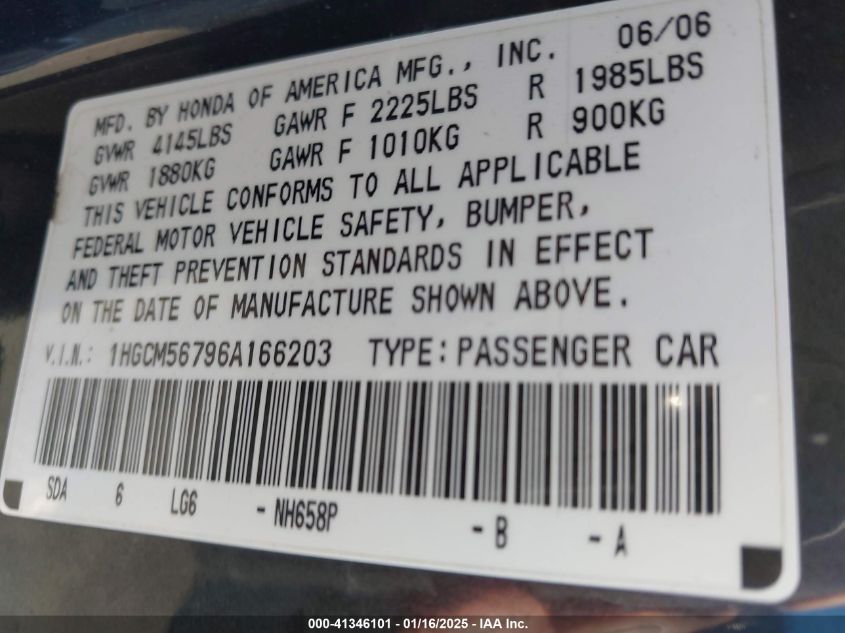 MFD. BY HONDA OF AMERICA MFG., INC. 06/06
GVWR 4145LBS GAWR F 2225LBS R 1985LBS
GVWR 1880KG GAWR F 1010KG R 900KG
THIS VEHICLE CONFORMS TO ALL APPLICABLE
FEDERAL MOTOR VEHICLE SAFETY, BUMPER,
AND THEFT PREVENTION STANDARDS IN EFFECT
ON THE DATE OF MANUFACTURE SHOWN ABOVE.
V.I.N.: 1HGCM56796A166203 TYPE: PASSENGER CAR
SDA 6 LG6 - NH658P - B - A
000-41346101 - 01/16/2025 - IAA Inc.